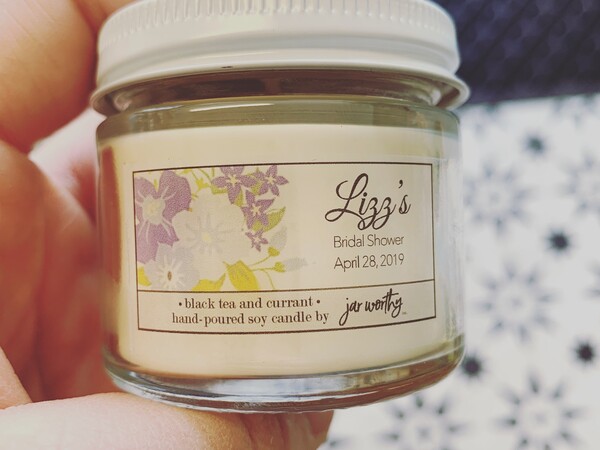 Lizz's
Bridal Shower
April 28, 2019
• black tea and currant •
hand-poured soy candle by
jar worthy